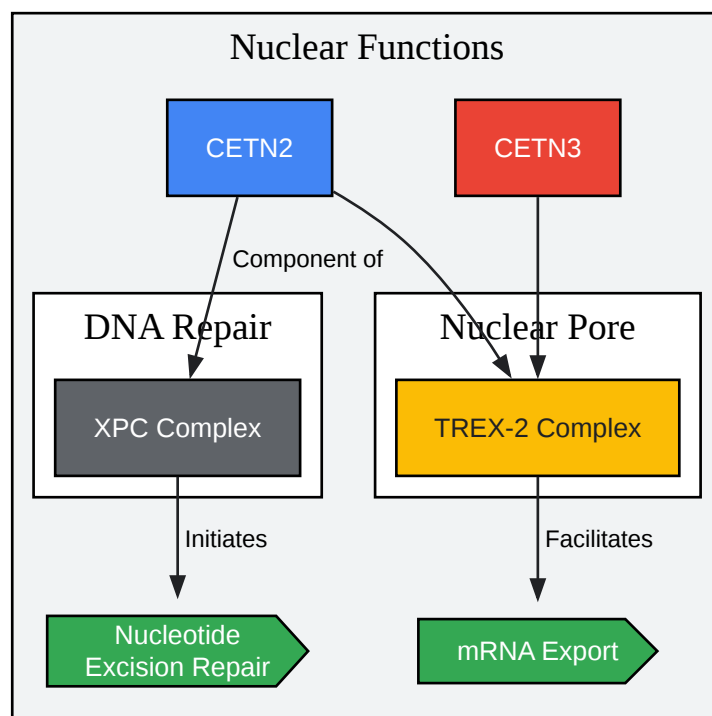 Nuclear Functions
CETN2
CETN3
Component of
DNA Repair
Nuclear Pore
XPC Complex
TREX-2 Complex
Initiates
Facilitates
Nucleotide
Excision Repair
mRNA Export